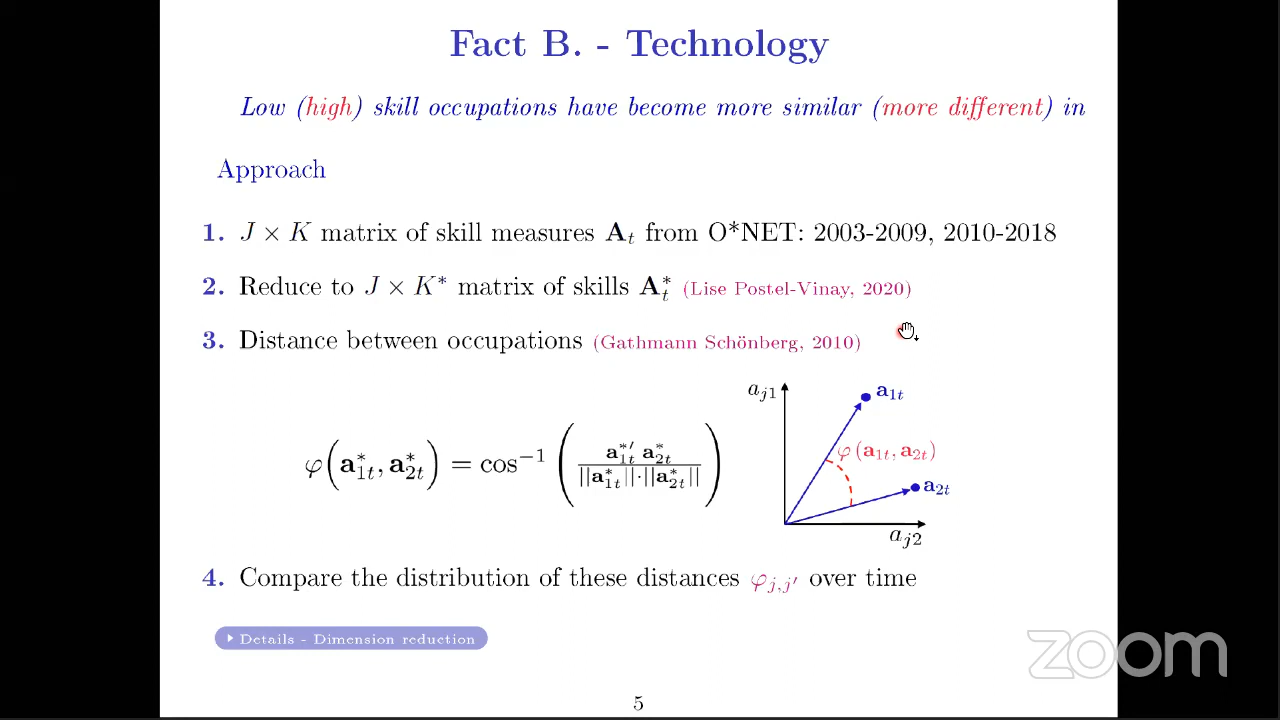 Fact B. - Technology
Low (high) skill occupations have become more similar (more different) in
Approach
1. J × K matrix of skill measures A_t from O*NET: 2003-2009, 2010-2018
2. Reduce to J × K* matrix of skills A*_t (Lise Postel-Vinay, 2020)
3. Distance between occupations (Gathmann Schönberg, 2010)
φ(a*_1t, a*_2t) = cos⁻¹ (a*′_1t a*_2t / ||a*_1t||·||a*_2t||)
a_j1
a_1t
φ(a_1t, a_2t)
a_2t
a_j2
4. Compare the distribution of these distances φ_j,j′ over time
Details - Dimension reduction
zoom
5